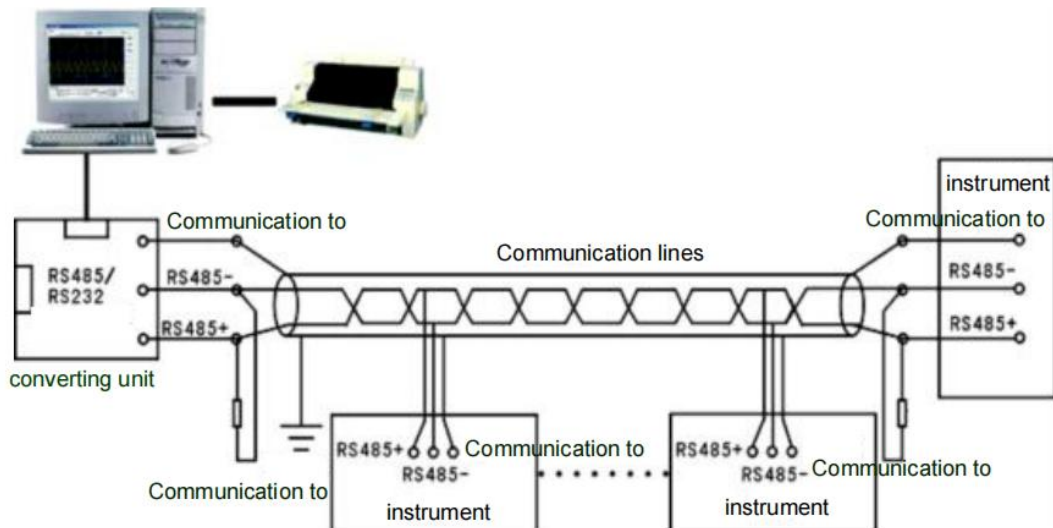 instrument
Communication to
Communication to
Communication lines
RS485/
RS232
RS485-
RS485-
RS485+
RS485+
converting unit
RS485+
Communication to
RS485-
RS485+
Communication to
RS485-
Communication to
instrument
instrument